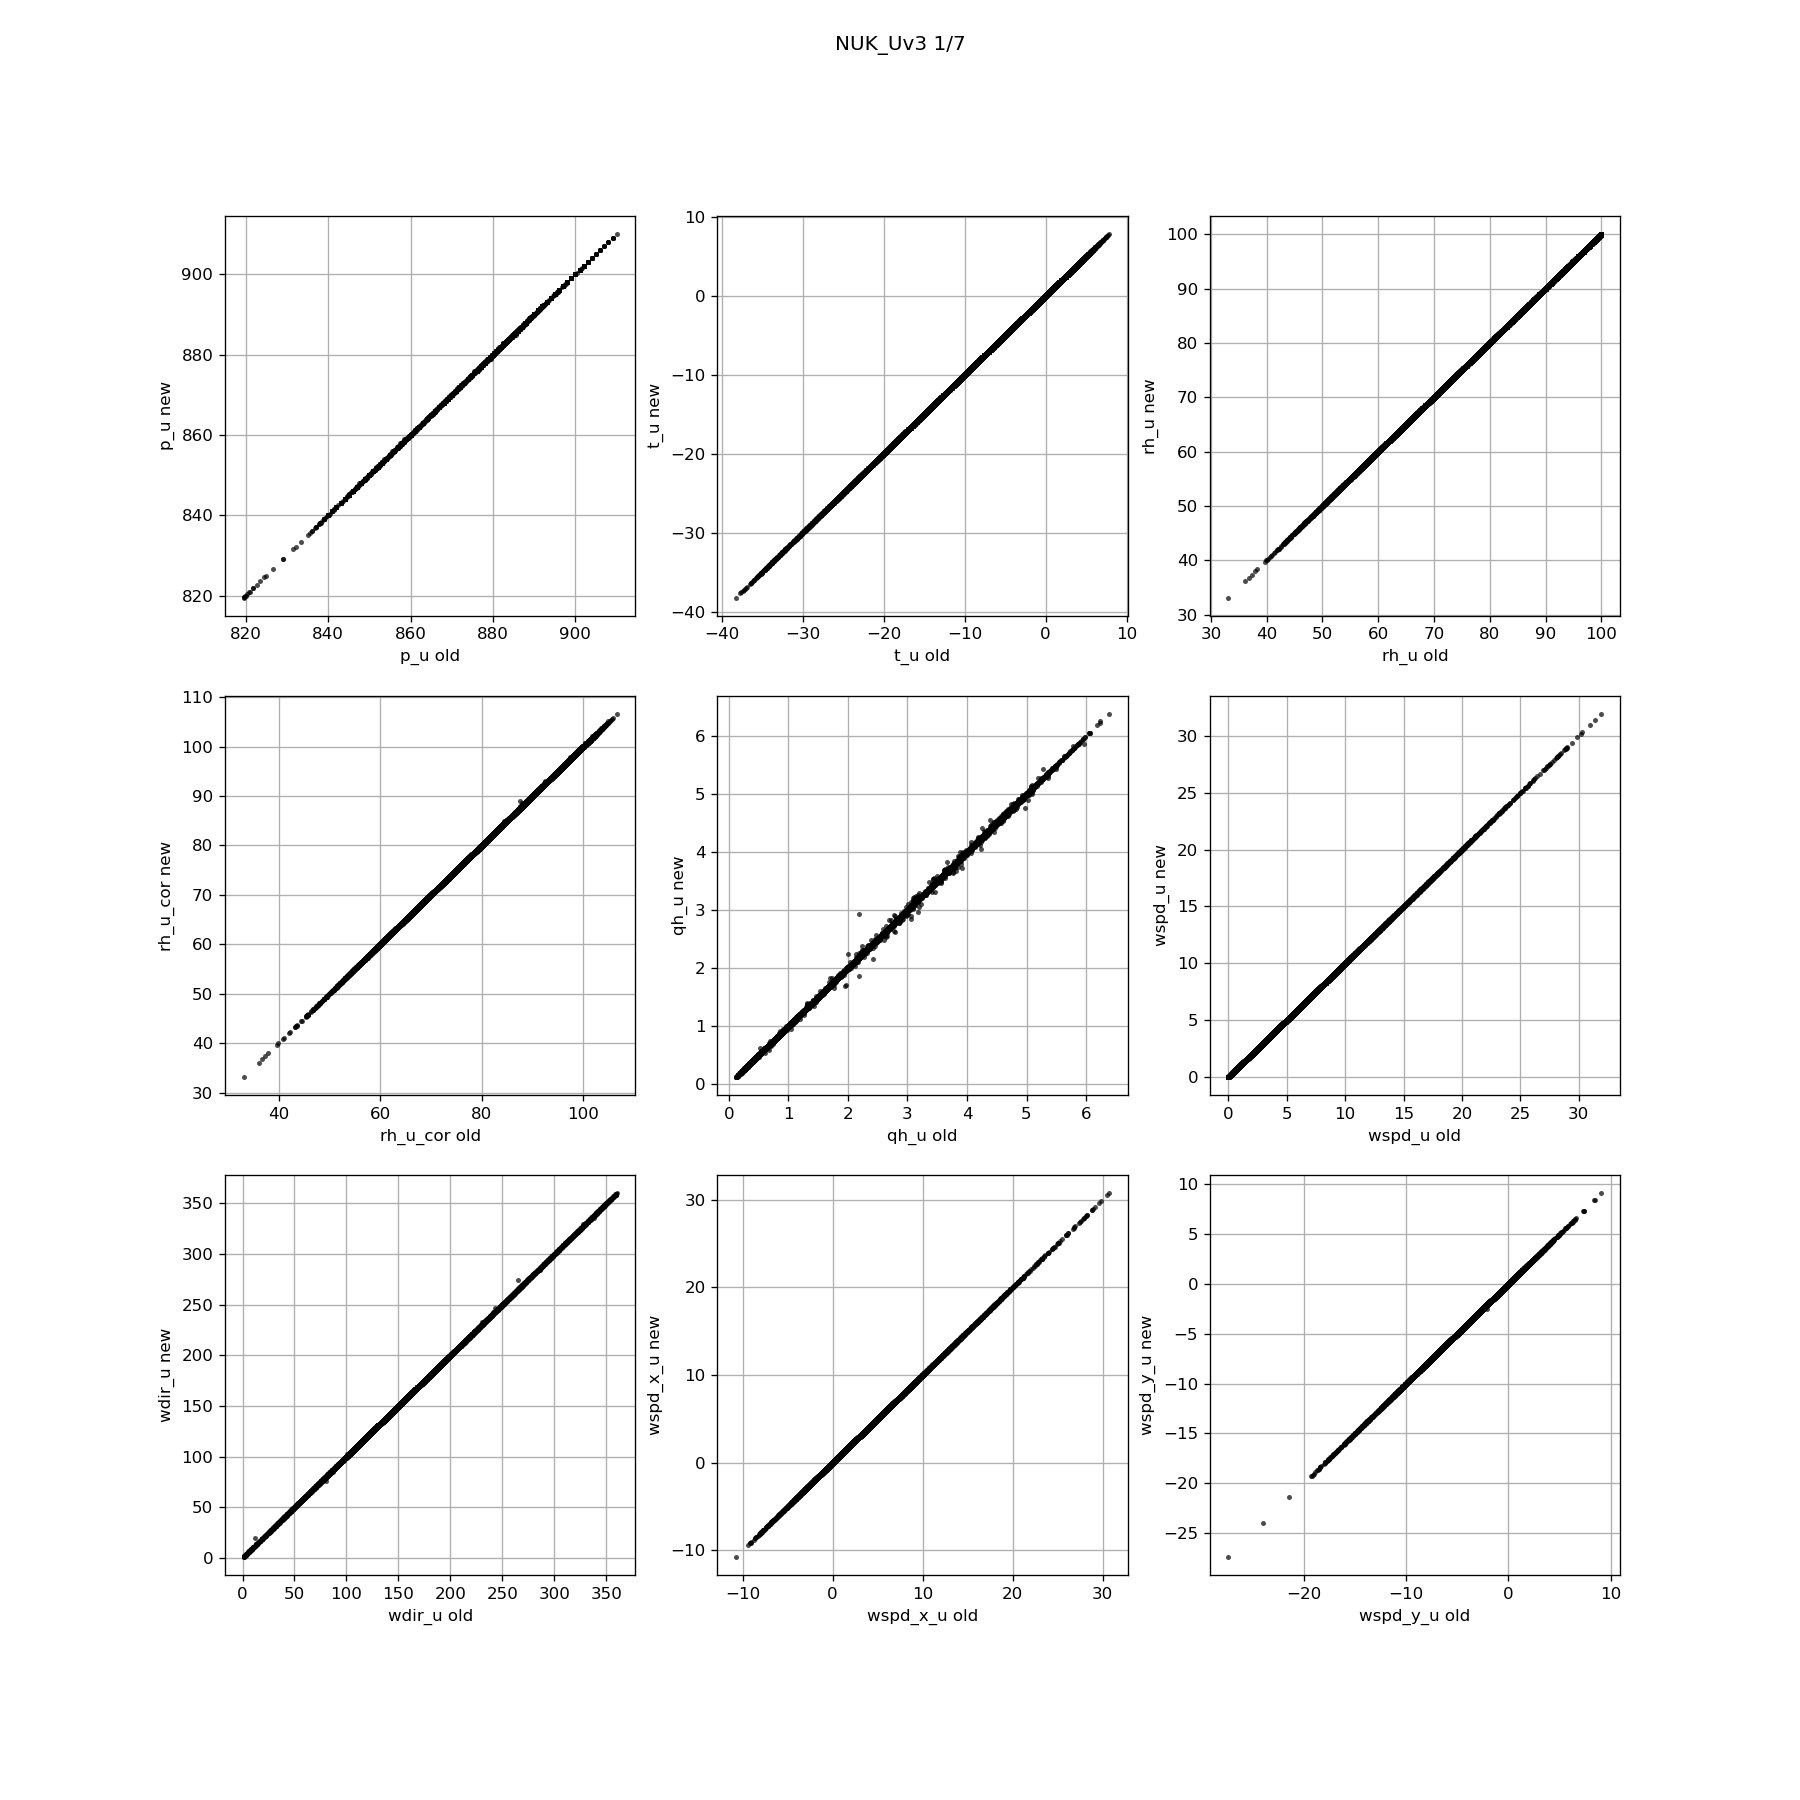 NUK_Uv3 1/7
p_u new
900
880
860
840
820
820 840 860 880 900
p_u old
t_u new
10
0
−10
−20
−30
−40
−40 −30 −20 −10 0 10
t_u old
rh_u new
100
90
80
70
60
50
40
30
30 40 50 60 70 80 90 100
rh_u old
rh_u_cor new
110
100
90
80
70
60
50
40
30
40 60 80 100
rh_u_cor old
qh_u new
6
5
4
3
2
1
0
0 1 2 3 4 5 6
qh_u old
wspd_u new
30
25
20
15
10
5
0
0 5 10 15 20 25 30
wspd_u old
wdir_u new
350
300
250
200
150
100
50
0
0 50 100 150 200 250 300 350
wdir_u old
wspd_x_u new
30
20
10
0
−10
−10 0 10 20 30
wspd_x_u old
wspd_y_u new
10
5
0
−5
−10
−15
−20
−25
−20 −10 0 10
wspd_y_u old